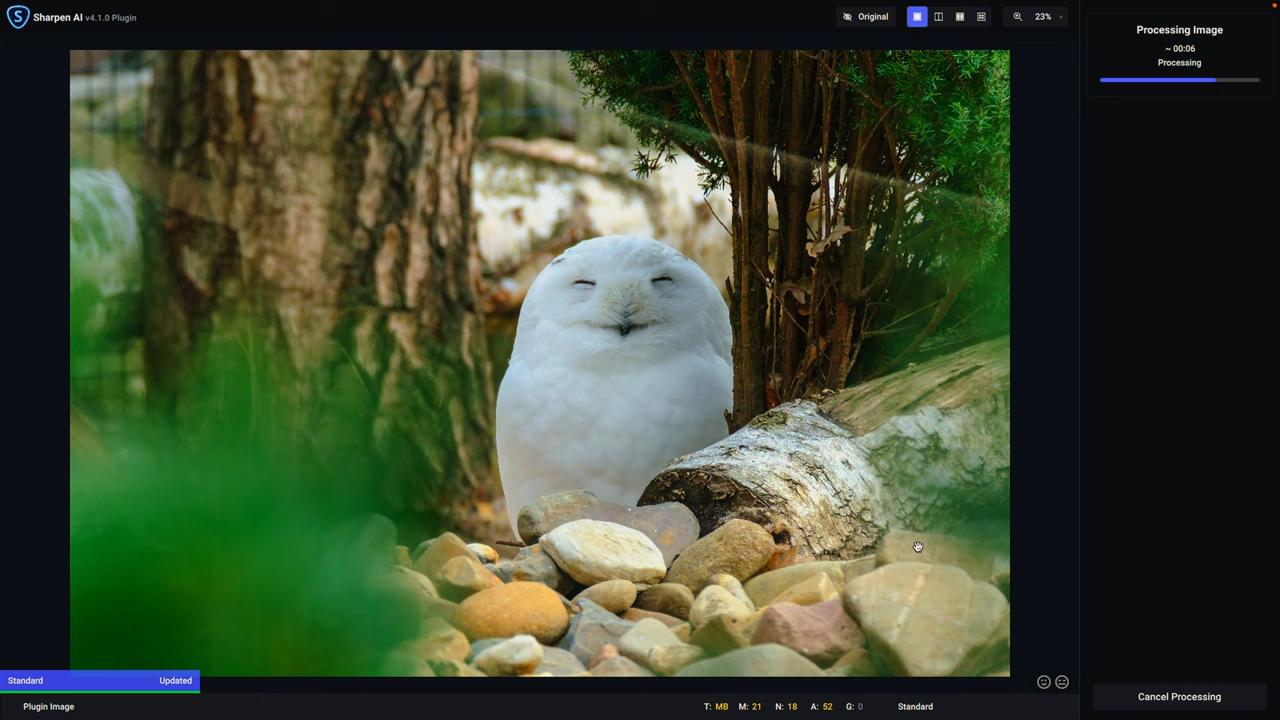 Sharpen AI v4.1.0 Plugin
Original
23%
Processing Image
~ 00:06
Processing
Standard Updated
Plugin Image
T: MB M: 21 N: 18 A: 52 G: 0 Standard
Cancel Processing